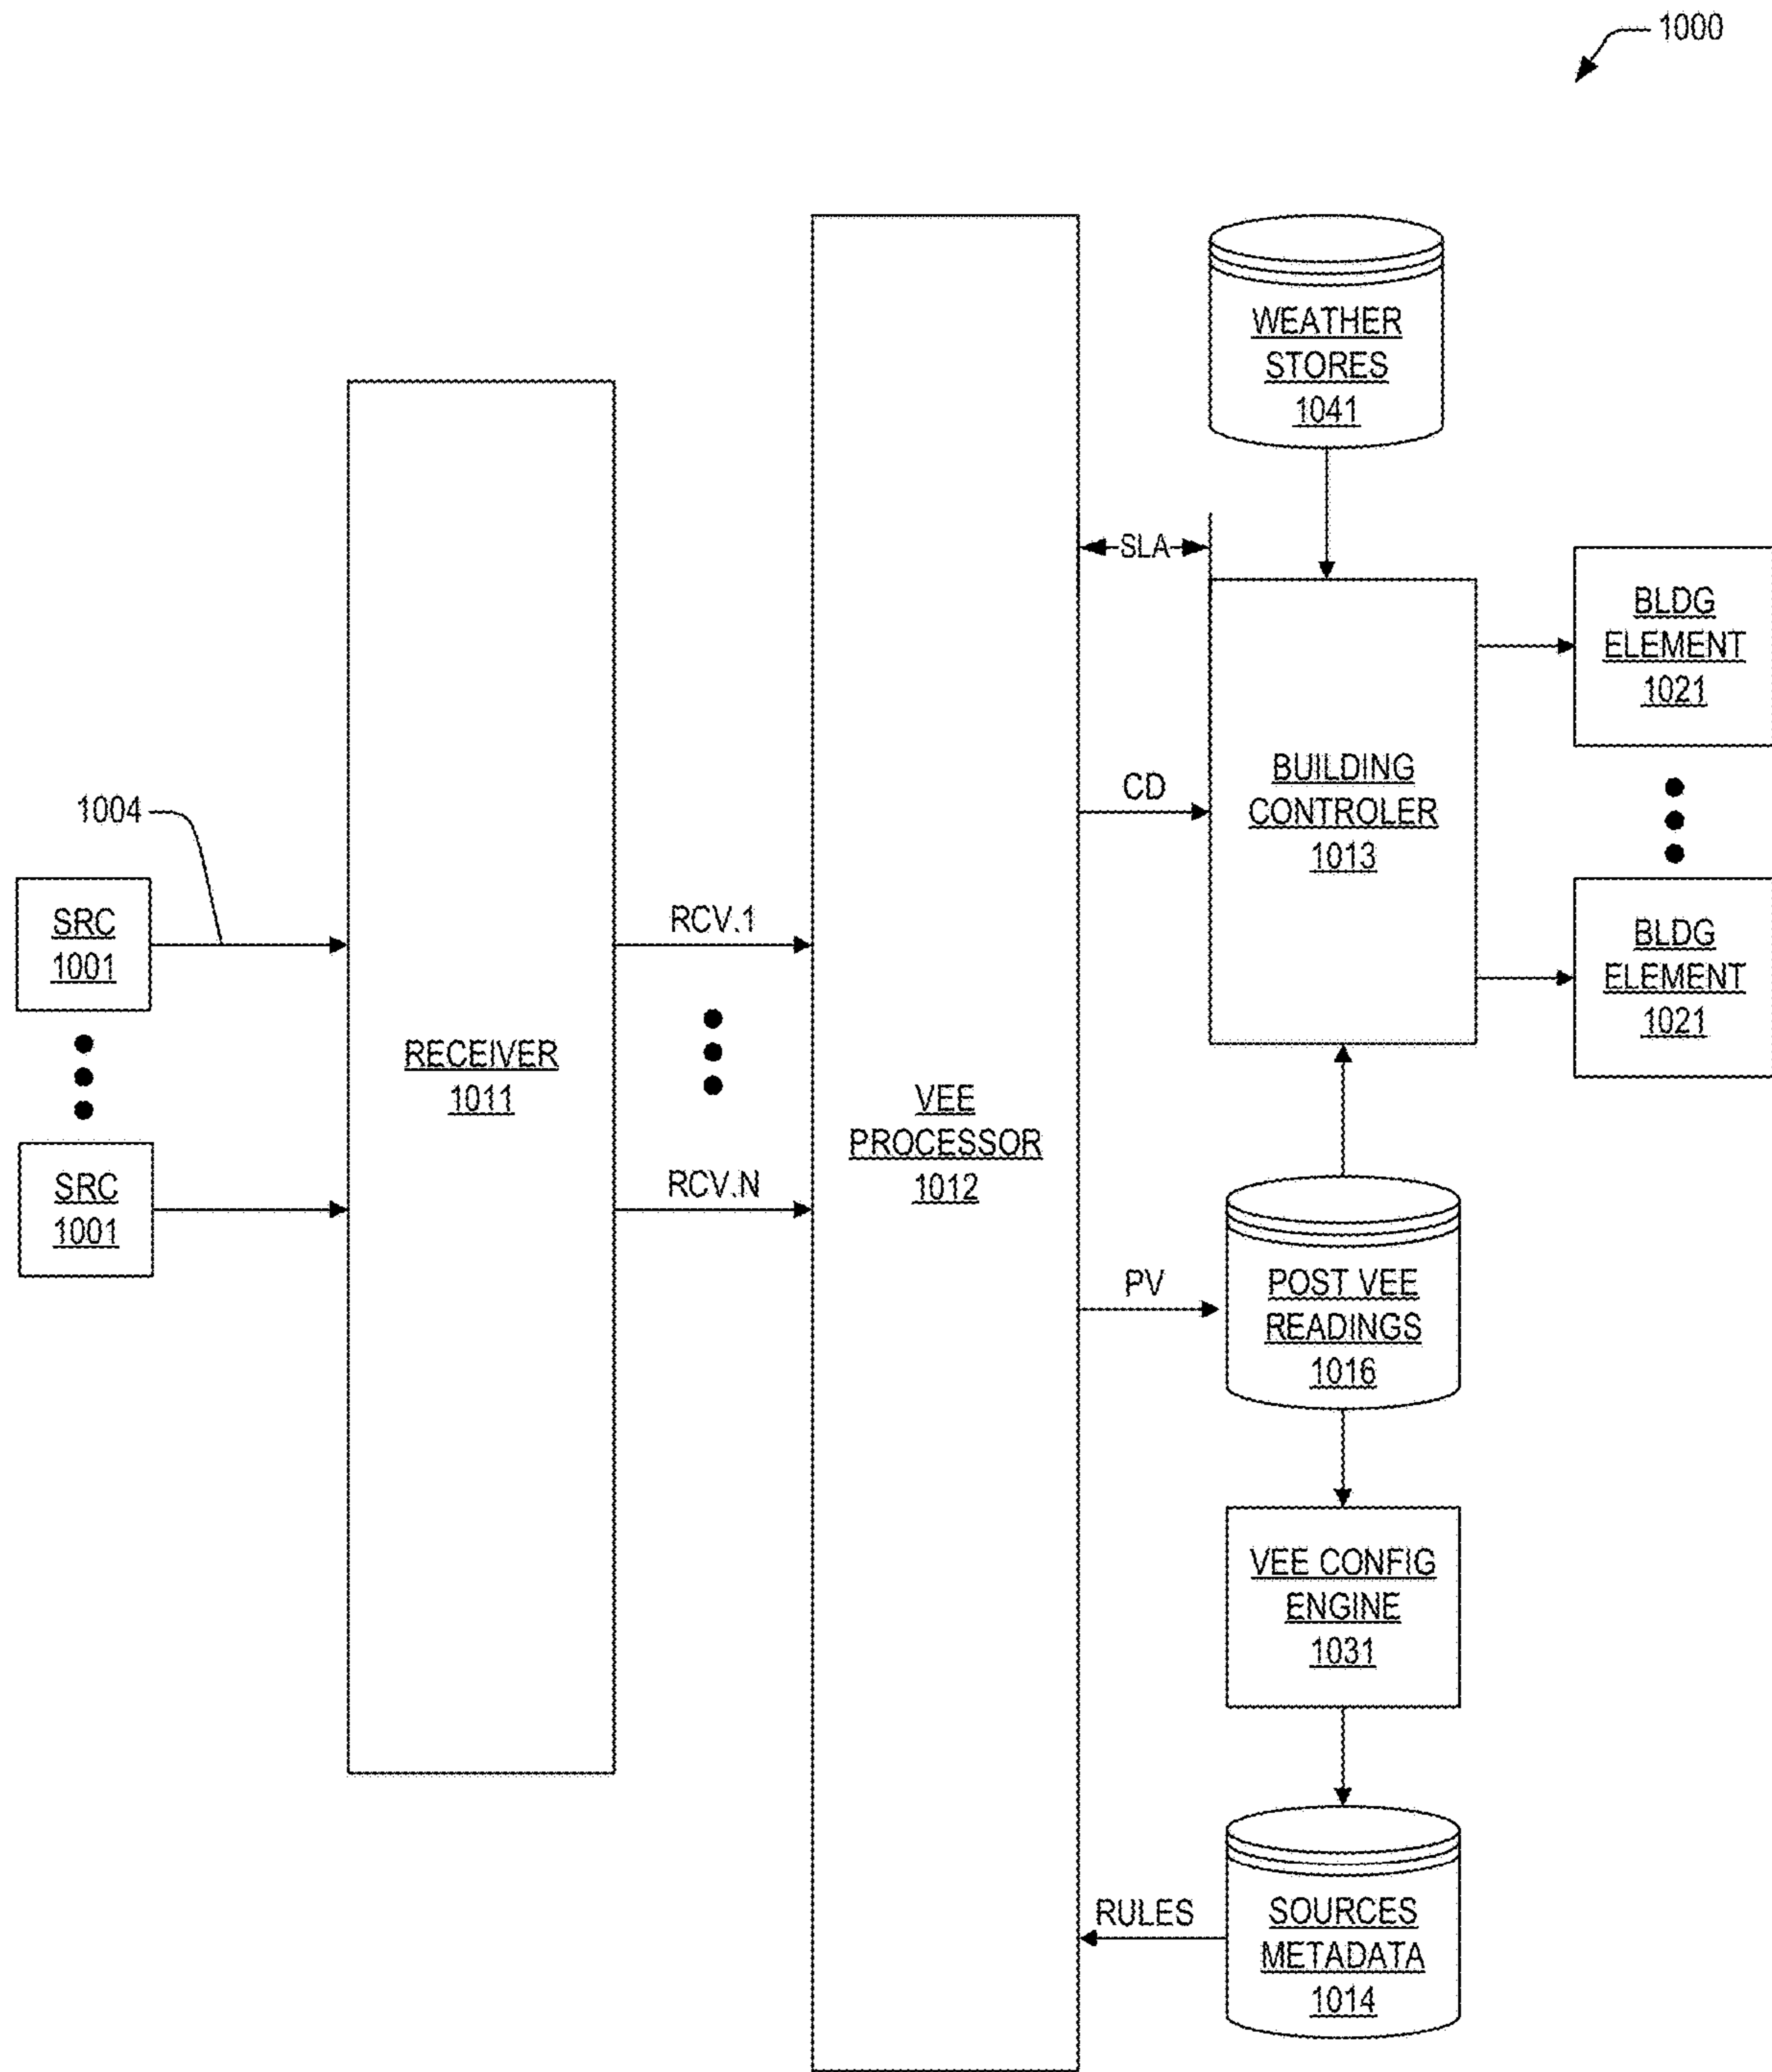 1000
WEATHER
STORES
1041
SLA
BLDG
ELEMENT
1021
BUILDING
CONTROLER
1013
CD
1004
SRC
1001
RCV.1
BLDG
ELEMENT
1021
RECEIVER
1011
VEE
PROCESSOR
1012
SRC
1001
RCV.N
PV
POST VEE
READINGS
1016
VEE CONFIG
ENGINE
1031
RULES
SOURCES
METADATA
1014